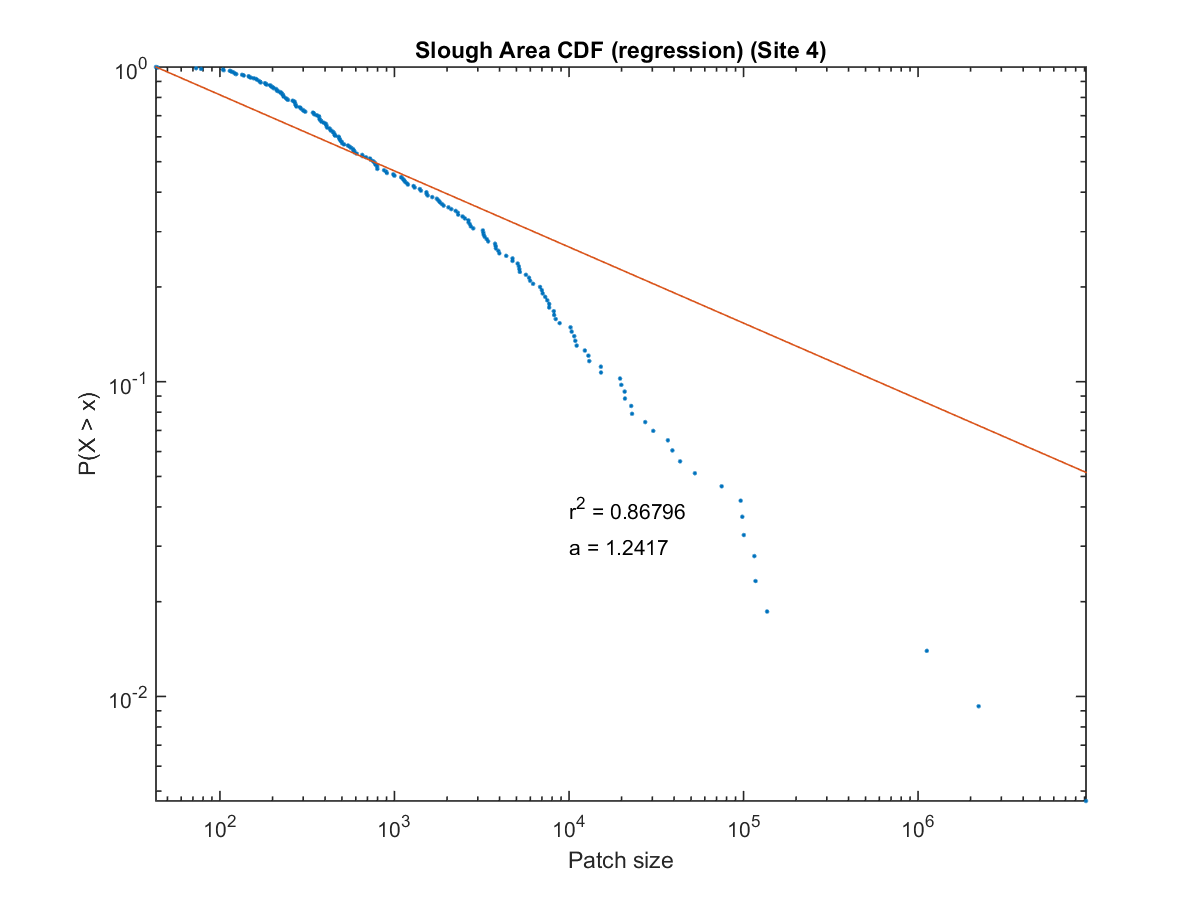 Slough Area CDF (regression) (Site 4)
10^0
10^-1
10^-2
P(X > x)
r^2 = 0.86796
a = 1.2417
10^2 10^3 10^4 10^5 10^6
Patch size